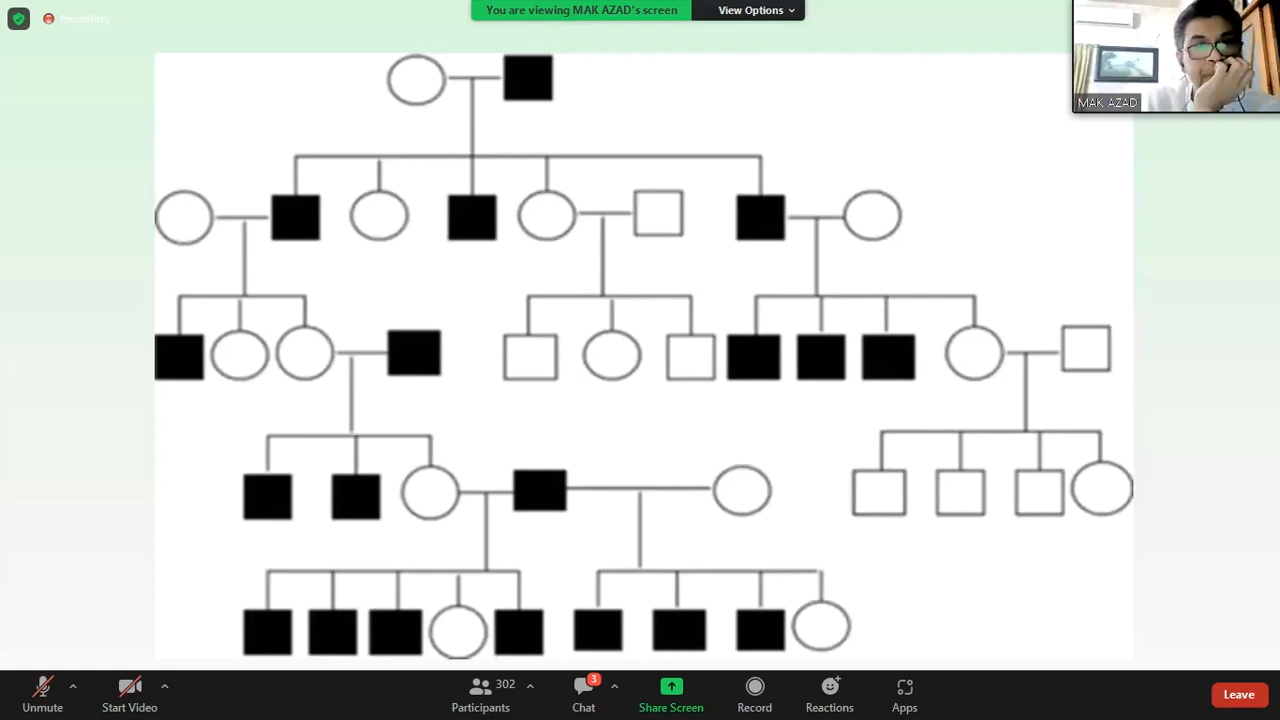 Recording
You are viewing MAK AZAD's screen
View Options
MAK AZAD
Unmute
Start Video
302
Participants
3
Chat
Share Screen
Record
Reactions
Apps
Leave